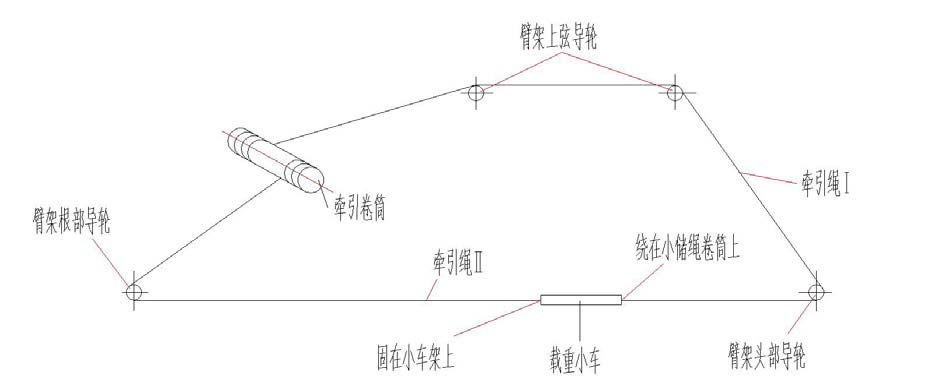 臂架上弦导轮
牵引绳Ⅰ
牵引卷筒
臂架根部导轮
牵引绳Ⅱ
绕在小储绳卷筒上
固在小车架上
载重小车
臂架头部导轮